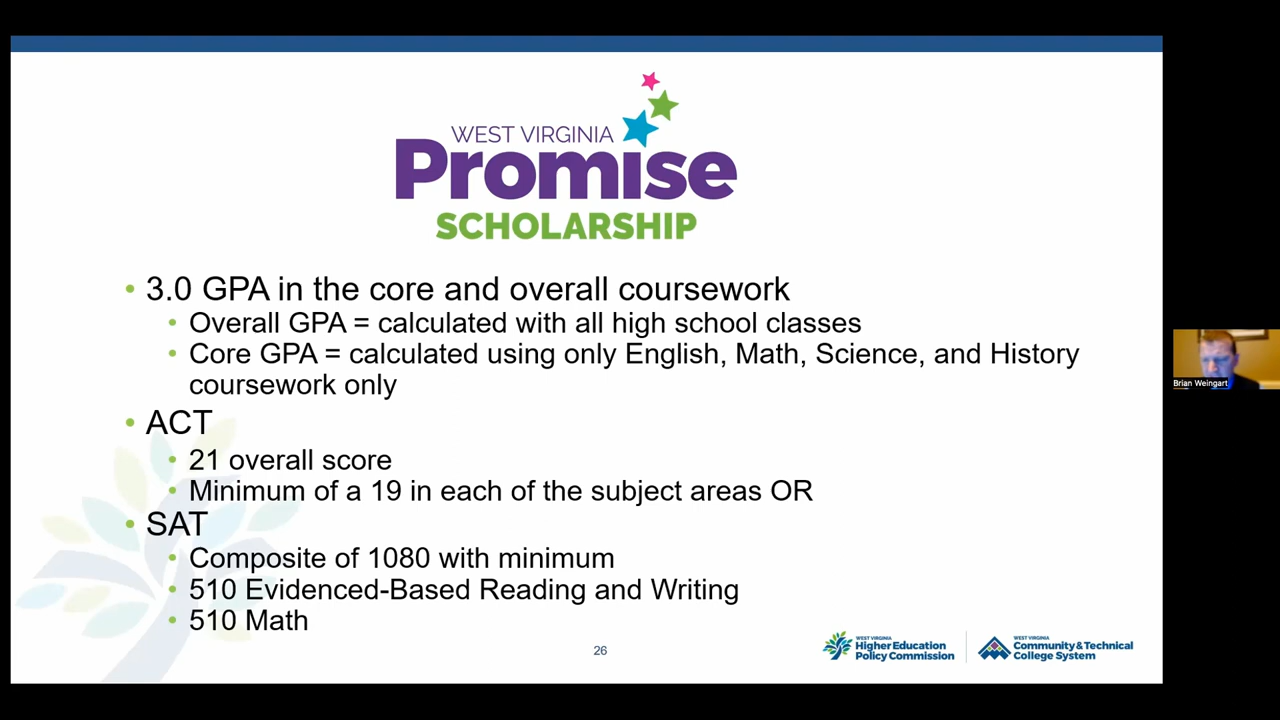 WEST VIRGINIA
Promise
SCHOLARSHIP
• 3.0 GPA in the core and overall coursework
• Overall GPA = calculated with all high school classes
• Core GPA = calculated using only English, Math, Science, and History
coursework only
• ACT
• 21 overall score
• Minimum of a 19 in each of the subject areas OR
• SAT
• Composite of 1080 with minimum
• 510 Evidenced-Based Reading and Writing
• 510 Math
26
WEST VIRGINIA
Higher Education
Policy Commission
WEST VIRGINIA
Community & Technical
College System
Brian Weingart